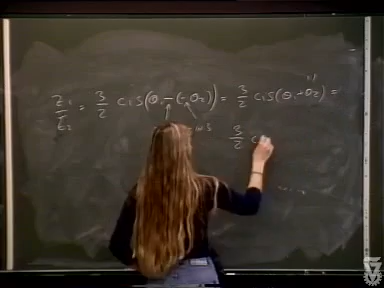 z₁/z₂ = 3/2 cis(θ₁-(-θ₂)) = 3/2 cis(θ₁+θ₂) =
3/2 c